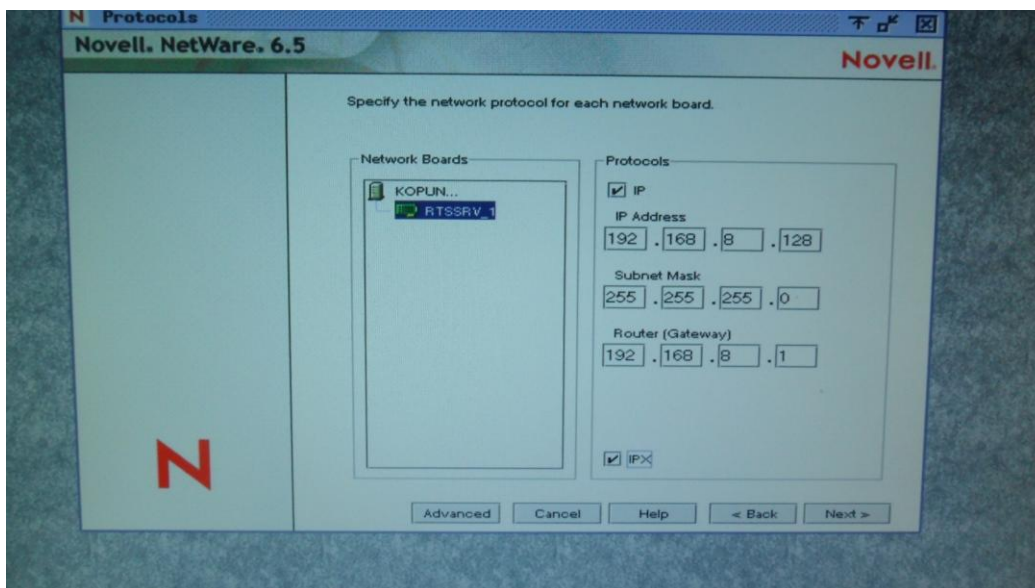 N Protocols
Novell. NetWare. 6.5
Novell.
Specify the network protocol for each network board.
Network Boards
KOPUN...
RTSSRV_1
Protocols
IP
IP Address
192 . 168 . 8 . 128
Subnet Mask
255 . 255 . 255 . 0
Router (Gateway)
192 . 168 . 8 . 1
IPX
N
Advanced Cancel Help < Back Next >